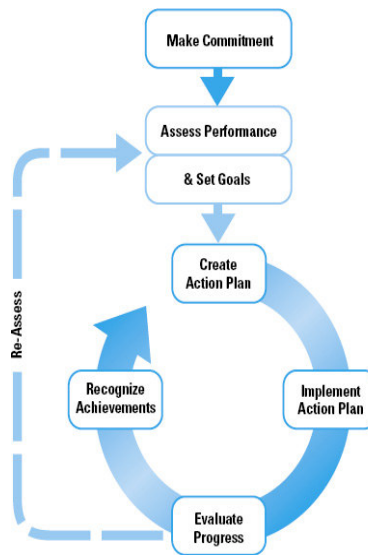 Make Commitment
Assess Performance
& Set Goals
Create
Action Plan
Re-Assess
Recognize
Achievements
Implement
Action Plan
Evaluate
Progress